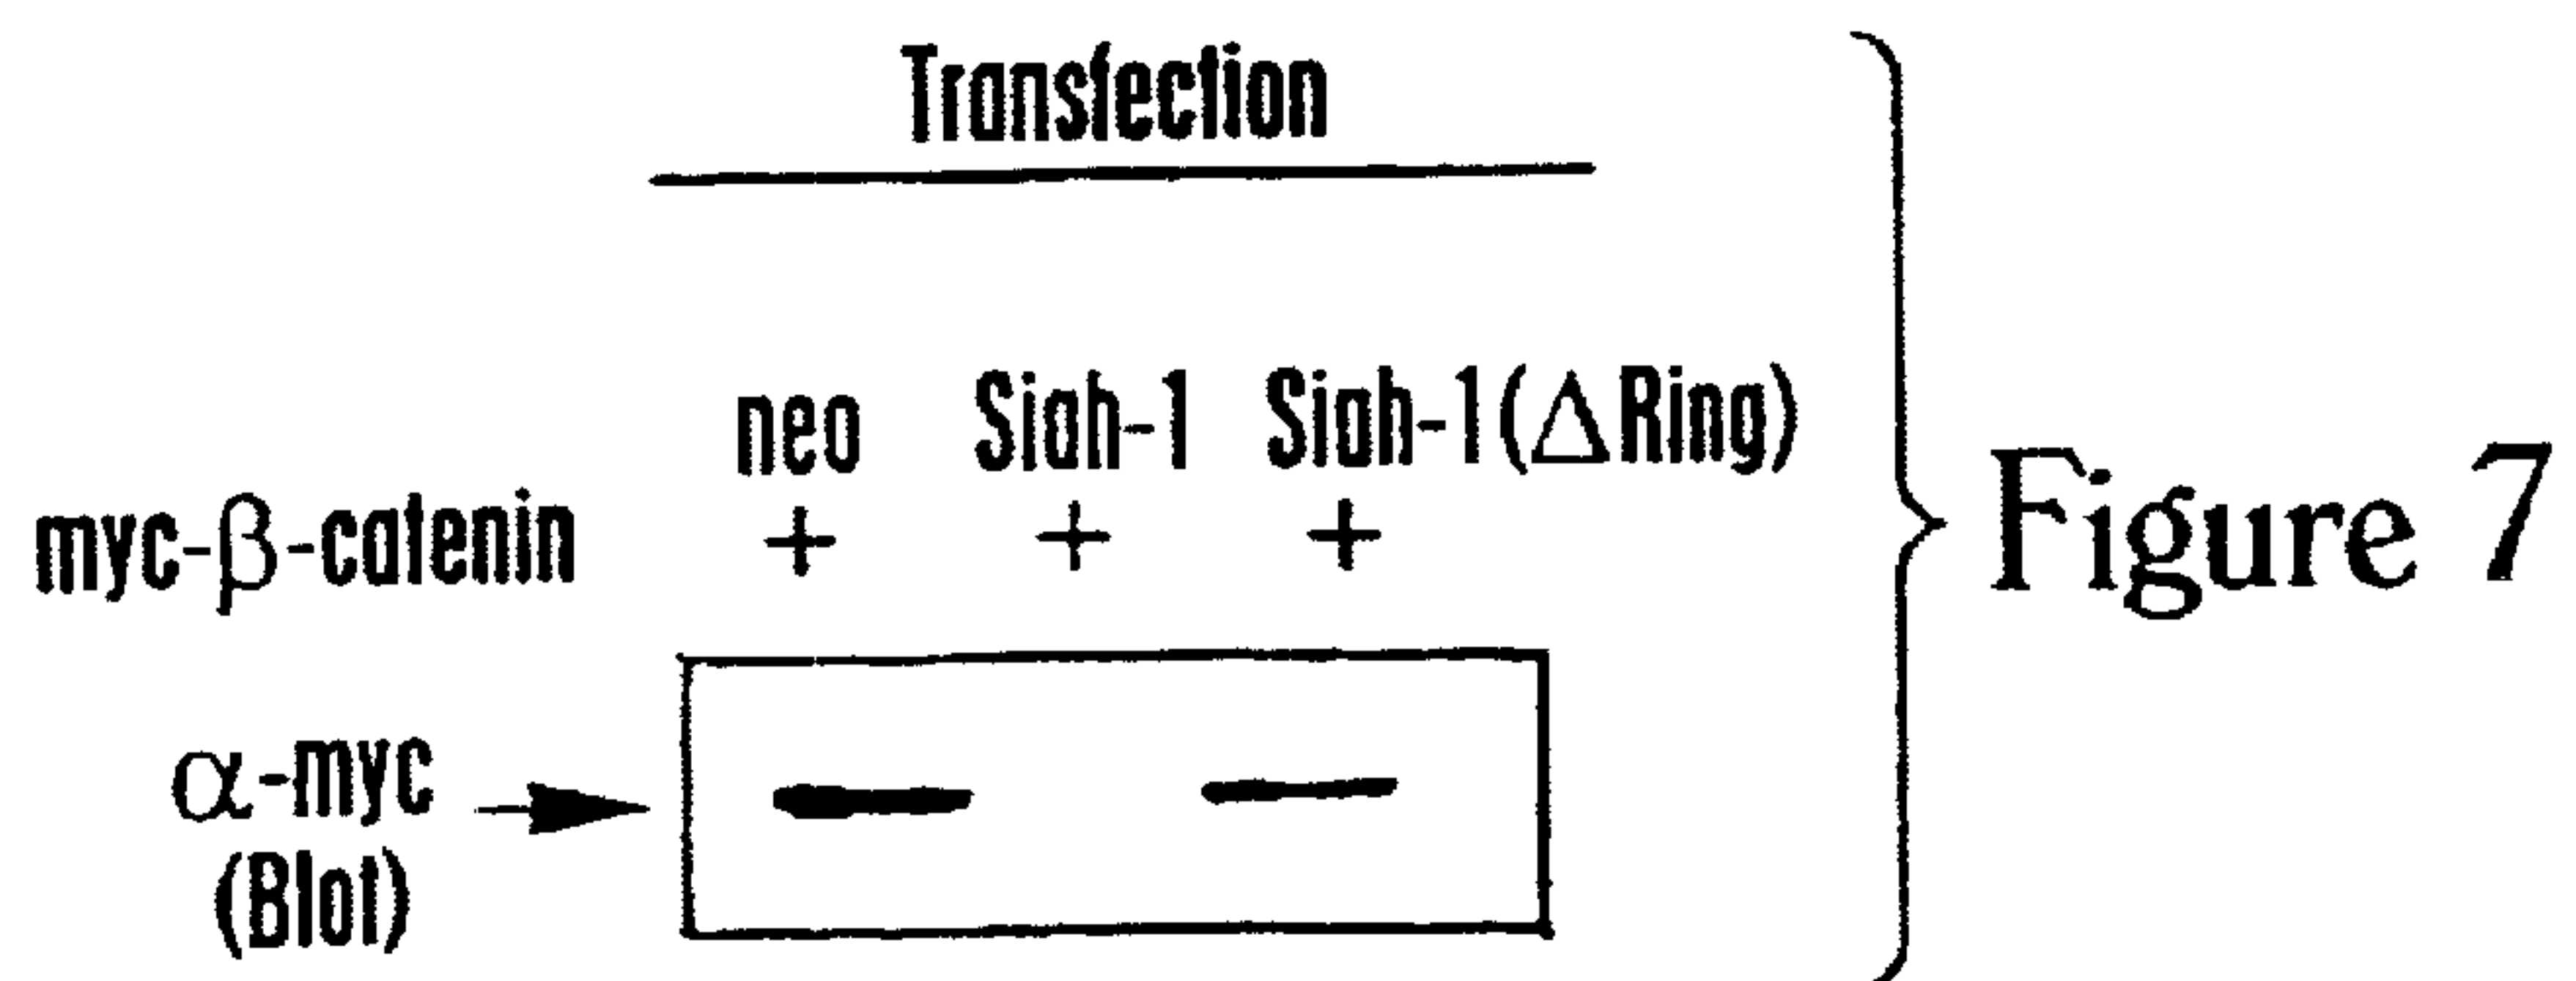 Transfection
neo Siah-1 Siah-1(ΔRing)
myc-β-catenin + + +
α-myc
(Blot)
Figure 7